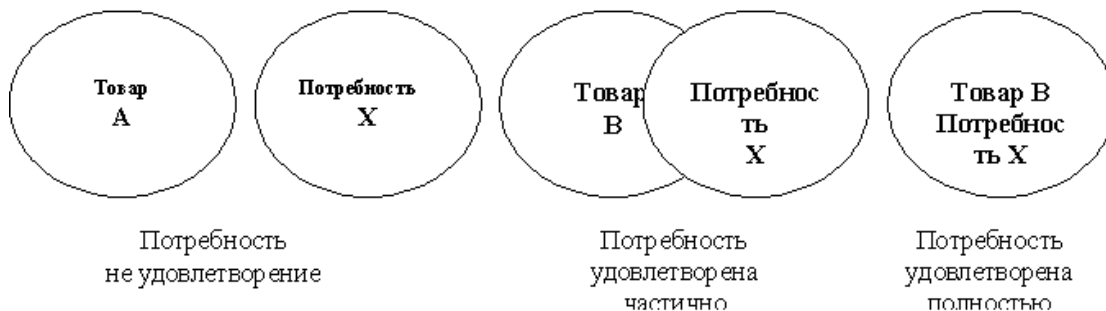 Товар
А
Потребность
Х
Товар
В
Потребнос
ть
Х
Товар В
Потребнос
ть Х
Потребность
не удовлетворение
Потребность
удовлетворена
частично
Потребность
удовлетворена
полностью